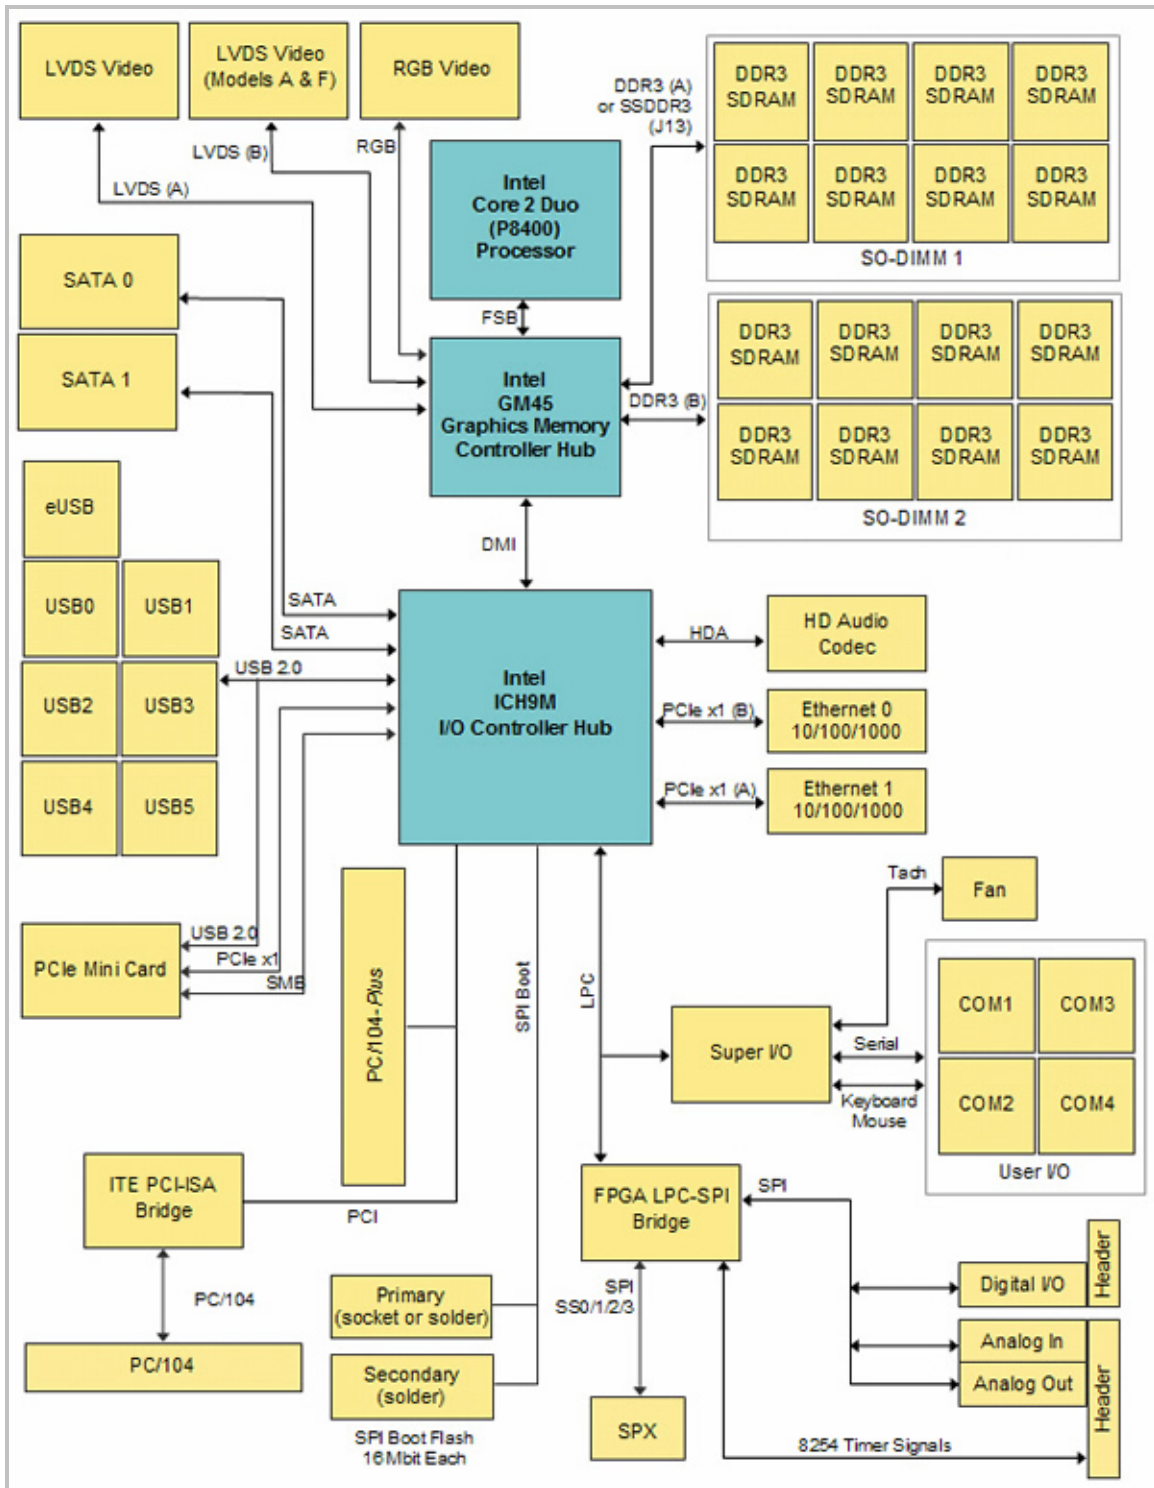 LVDS Video
LVDS Video
(Models A & F)
RGB Video
LVDS (A)
LVDS (B)
RGB
DDR3 (A)
or SSDDR3
(J13)
Intel
Core 2 Duo
(P8400)
Processor
FSB
DDR3
SDRAM
DDR3
SDRAM
DDR3
SDRAM
DDR3
SDRAM
DDR3
SDRAM
DDR3
SDRAM
DDR3
SDRAM
DDR3
SDRAM
SO-DIMM 1
SATA 0
SATA 1
Intel
GM45
Graphics Memory
Controller Hub
DDR3 (B)
DDR3
SDRAM
DDR3
SDRAM
DDR3
SDRAM
DDR3
SDRAM
DDR3
SDRAM
DDR3
SDRAM
DDR3
SDRAM
DDR3
SDRAM
SO-DIMM 2
DMI
eUSB
USB0
USB1
USB2
USB3
USB4
USB5
SATA
SATA
USB 2.0
Intel
ICH9M
I/O Controller Hub
HDA
HD Audio
Codec
PCIe x1 (B)
Ethernet 0
10/100/1000
PCIe x1 (A)
Ethernet 1
10/100/1000
PCIe Mini Card
USB 2.0
PCIe x1
SMB
PC/104-Plus
SPI Boot
LPC
Tach
Fan
Super I/O
Serial
Keyboard
Mouse
COM1
COM3
COM2
COM4
User I/O
ITE PCI-ISA
Bridge
PCI
PC/104
PC/104
Primary
(socket or solder)
Secondary
(solder)
SPI Boot Flash
16 Mbit Each
FPGA LPC-SPI
Bridge
SPI
SPI
SS0/1/2/3
SPX
Digital I/O
Header
Analog In
Analog Out
Header
8254 Timer Signals